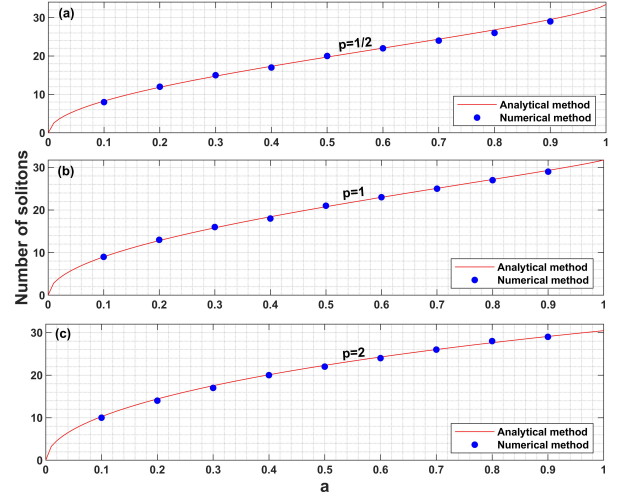 (a)
p=1/2
30
20
10
0
Analytical method
Numerical method
0 0.1 0.2 0.3 0.4 0.5 0.6 0.7 0.8 0.9 1
Number of solitons
(b)
p=1
30
20
10
0
Analytical method
Numerical method
0 0.1 0.2 0.3 0.4 0.5 0.6 0.7 0.8 0.9 1
(c)
p=2
30
20
10
0
Analytical method
Numerical method
0 0.1 0.2 0.3 0.4 0.5 0.6 0.7 0.8 0.9 1
a